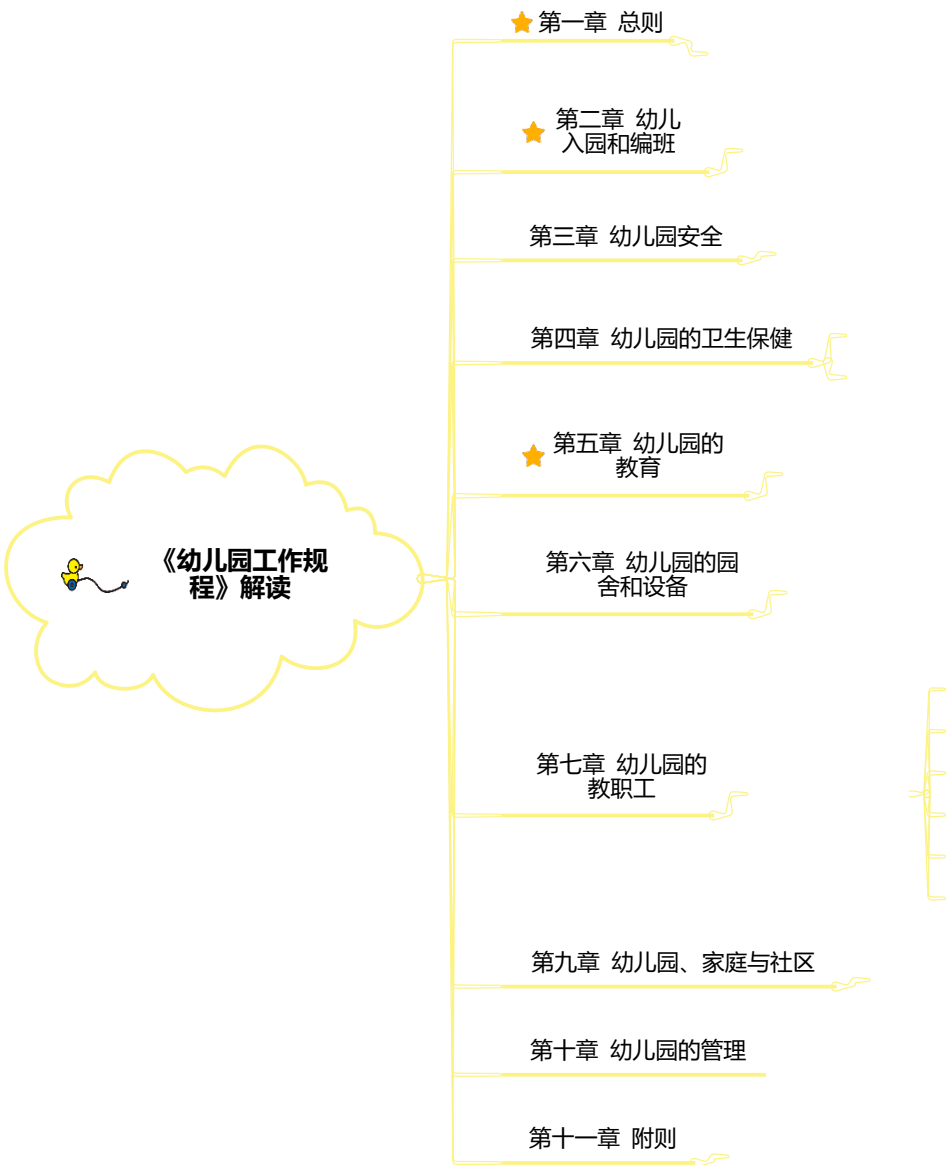 第一章 总则
第二章 幼儿
入园和编班
第三章 幼儿园安全
第四章 幼儿园的卫生保健
第五章 幼儿园的
教育
《幼儿园工作规
程》解读
第六章 幼儿园的园
舍和设备
第七章 幼儿园的
教职工
第九章 幼儿园、家庭与社区
第十章 幼儿园的管理
第十一章 附则